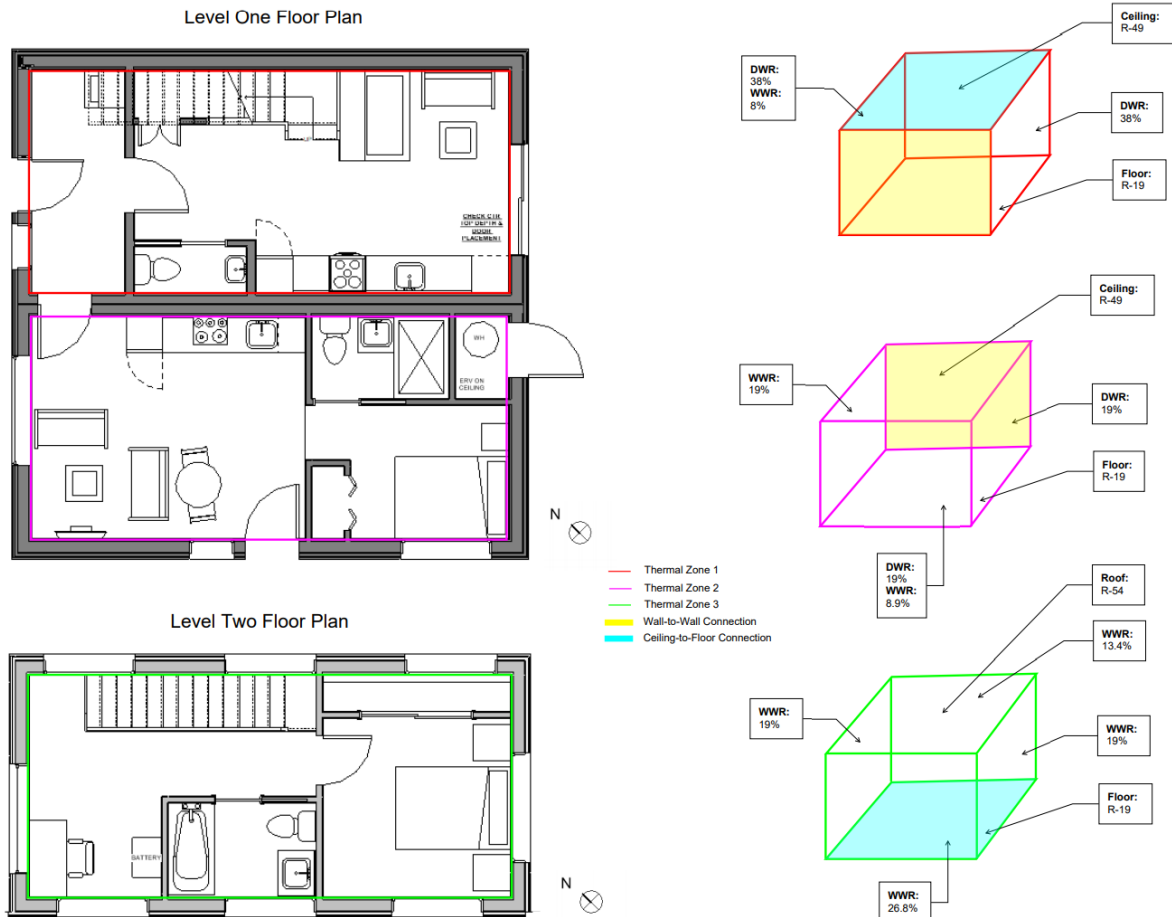 Level One Floor Plan
CHECK CTR
TOP DEPTH &
DOOR
PLACEMENT
WH
ERV ON
CEILING
N
Level Two Floor Plan
BATTERY
N
Thermal Zone 1
Thermal Zone 2
Thermal Zone 3
Wall-to-Wall Connection
Ceiling-to-Floor Connection
Ceiling:
R-49
DWR:
38%
WWR:
8%
DWR:
38%
Floor:
R-19
Ceiling:
R-49
WWR:
19%
DWR:
19%
Floor:
R-19
DWR:
19%
WWR:
8.9%
Roof:
R-54
WWR:
13.4%
WWR:
19%
WWR:
19%
Floor:
R-19
WWR:
26.8%